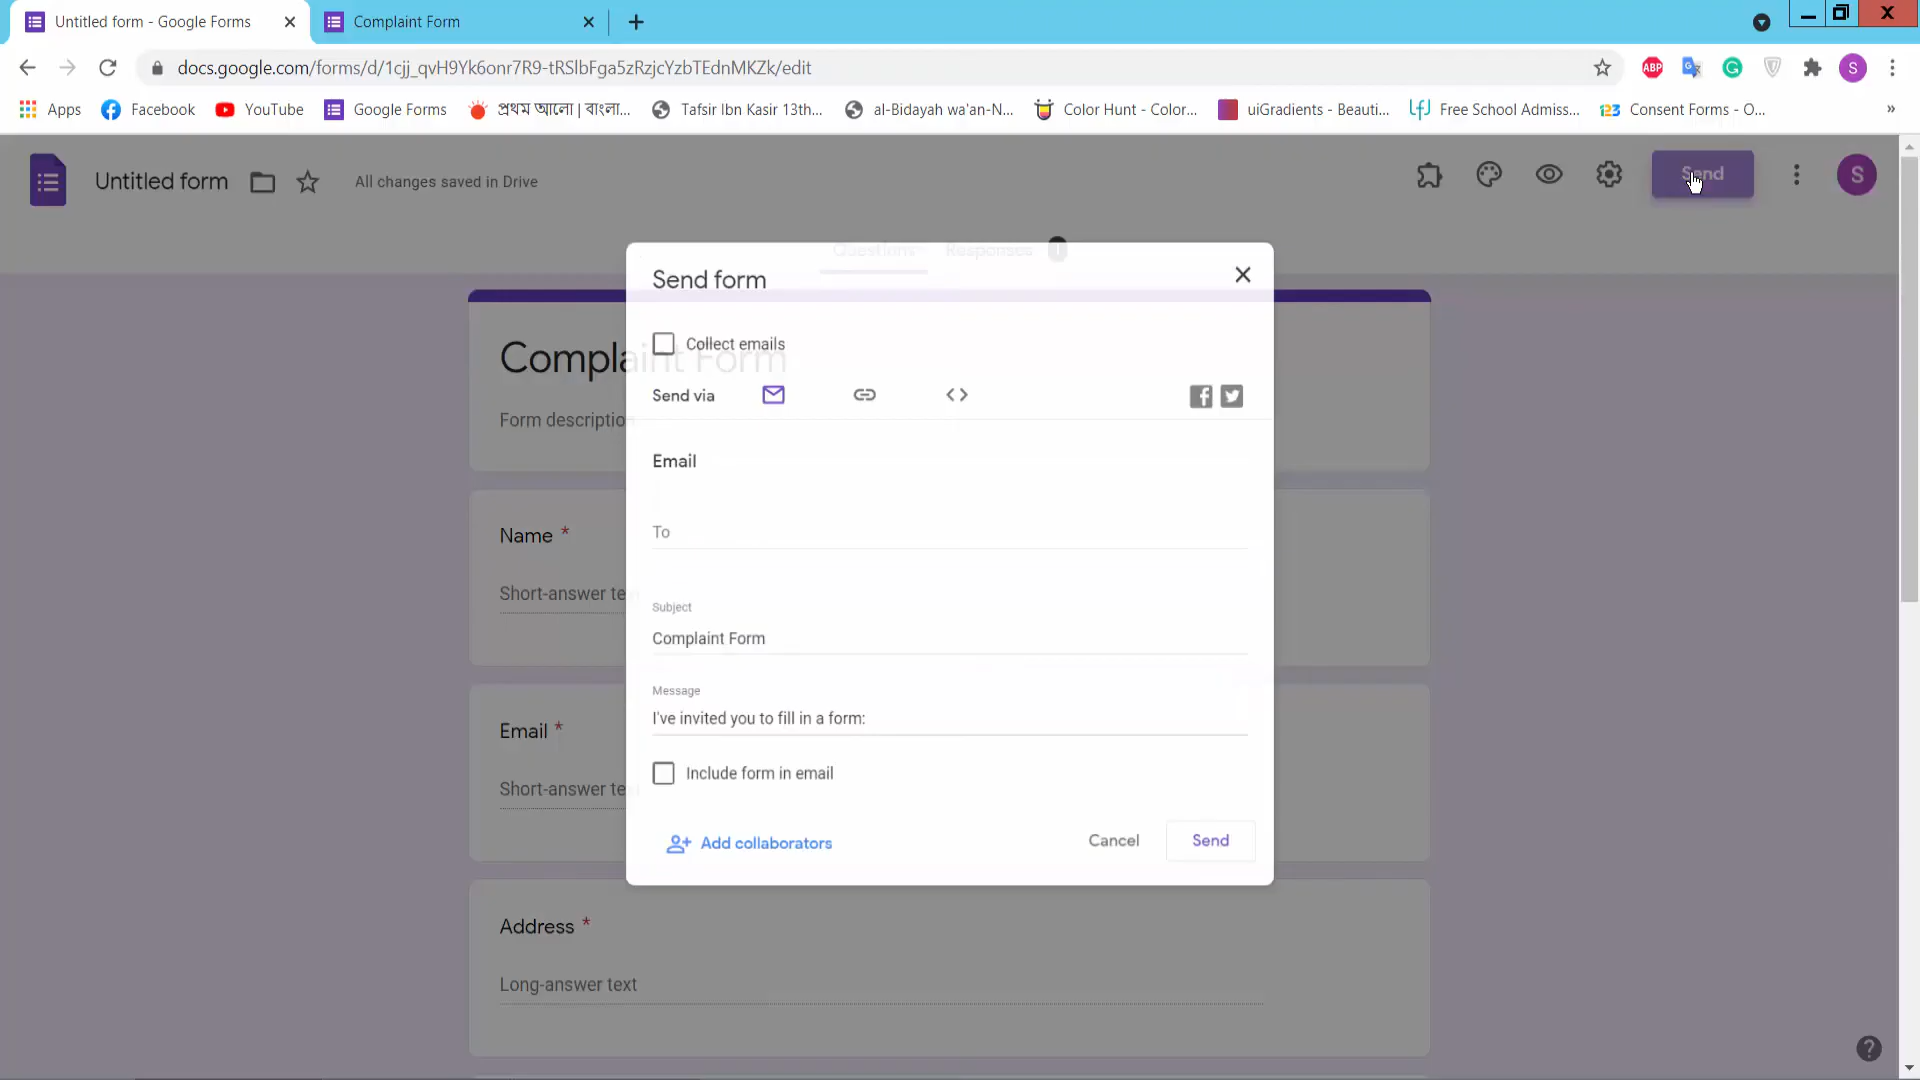 Untitled form - Google Forms
Complaint Form
docs.google.com/forms/d/1cjj_qvH9Yk6onr7R9-tRSlbFga5zRzjcYzbTEdnMKZk/edit
ABP
S
Apps
Facebook
YouTube
Google Forms
প্রথম আলো | বাংলা...
Tafsir Ibn Kasir 13th...
al-Bidayah wa'an-N...
Color Hunt - Color...
uiGradients - Beauti...
Free School Admiss...
123
Consent Forms - O...
»
Untitled form
All changes saved in Drive
Send
S
Questions
Responses
1
Send form
Collect emails
Complaint Form
Form description
Send via
Email
To
Name *
Short-answer te
Subject
Complaint Form
Message
I've invited you to fill in a form:
Email *
Short-answer te
Include form in email
Add collaborators
Cancel
Send
Address *
Long-answer text